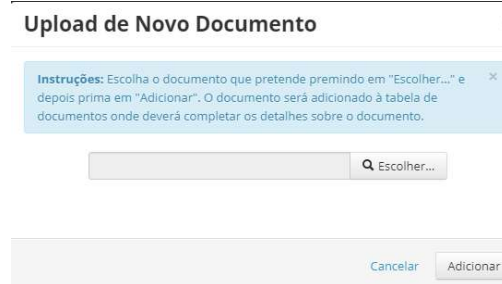 Upload de Novo Documento
Instruções: Escolha o documento que pretende premindo em "Escolher..." e
depois prima em "Adicionar". O documento será adicionado à tabela de
documentos onde deverá completar os detalhes sobre o documento.
Escolher...
Cancelar
Adicionar